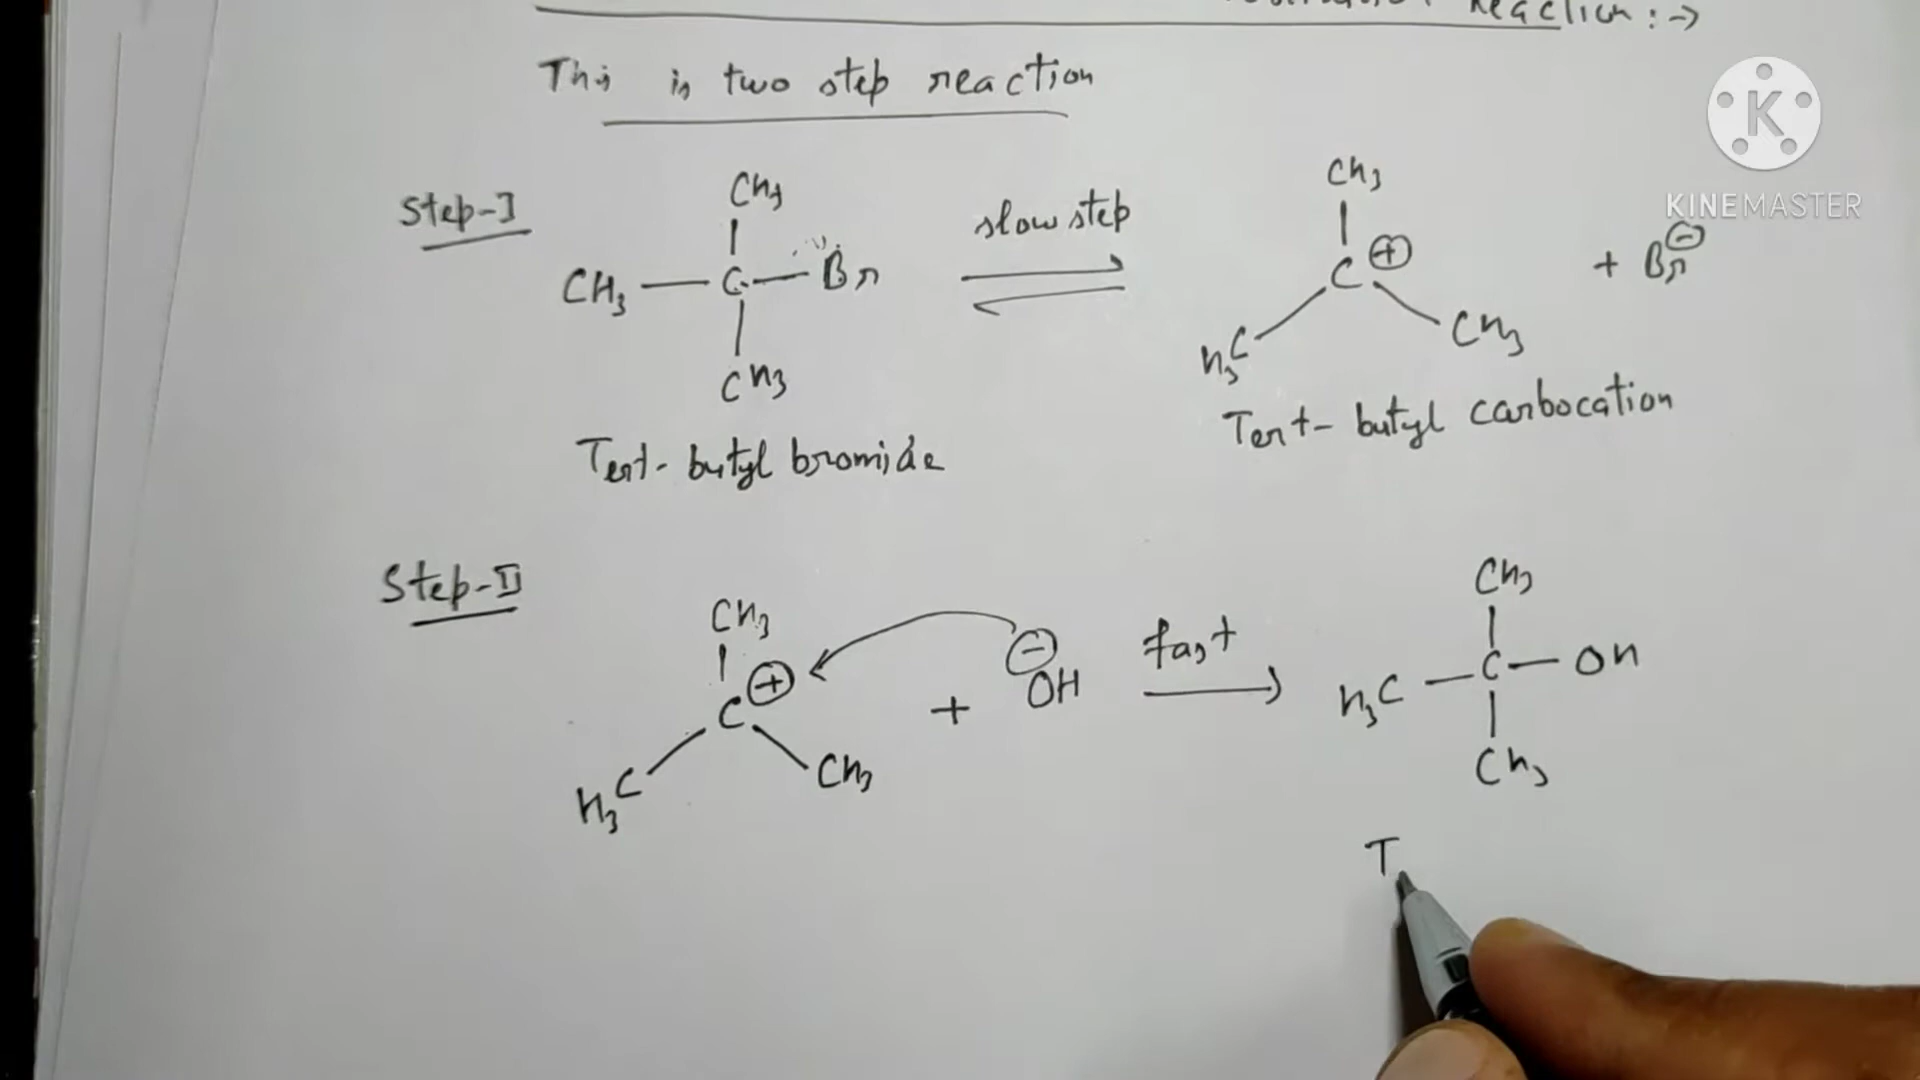 Reaction :→
This is two step reaction
Step-I
CH3
CH3 — C — Br
CH3
Tert-butyl bromide
slow step
CH3
C ⊕
H3C CH3
+ Br ⊖
Tert-butyl carbocation
Step-II
CH3
C ⊕
H3C CH3
+ ⊖ OH
fast
CH3
H3C — C — OH
CH3
T
K
KINEMASTER